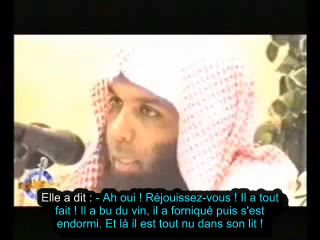 Elle a dit : - Ah oui ! Réjouissez-vous ! Il a tout
fait ! Il a bu du vin, il a forniqué puis s'est
endormi. Et là il est tout nu dans son lit !